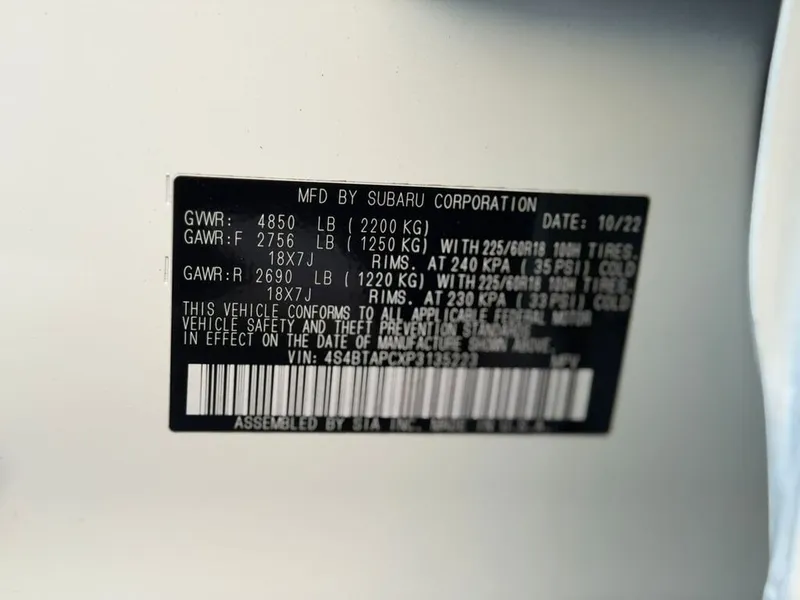 MFD BY SUBARU CORPORATION
GVWR: 4850 LB ( 2200 KG) DATE: 10/22
GAWR:F 2756 LB ( 1250 KG) WITH 225/60R18 100H TIRES.
18X7J RIMS. AT 240 KPA ( 35 PSI) COLD
GAWR:R 2690 LB ( 1220 KG) WITH 225/60R18 100H TIRES.
18X7J RIMS. AT 230 KPA ( 33 PSI) COLD
THIS VEHICLE CONFORMS TO ALL APPLICABLE FEDERAL MOTOR
VEHICLE SAFETY AND THEFT PREVENTION STANDARDS
IN EFFECT ON THE DATE OF MANUFACTURE SHOWN ABOVE.
VIN: 4S4BTAPCXP3135223 MPV
ASSEMBLED BY SIA INC. MADE IN U.S.A.